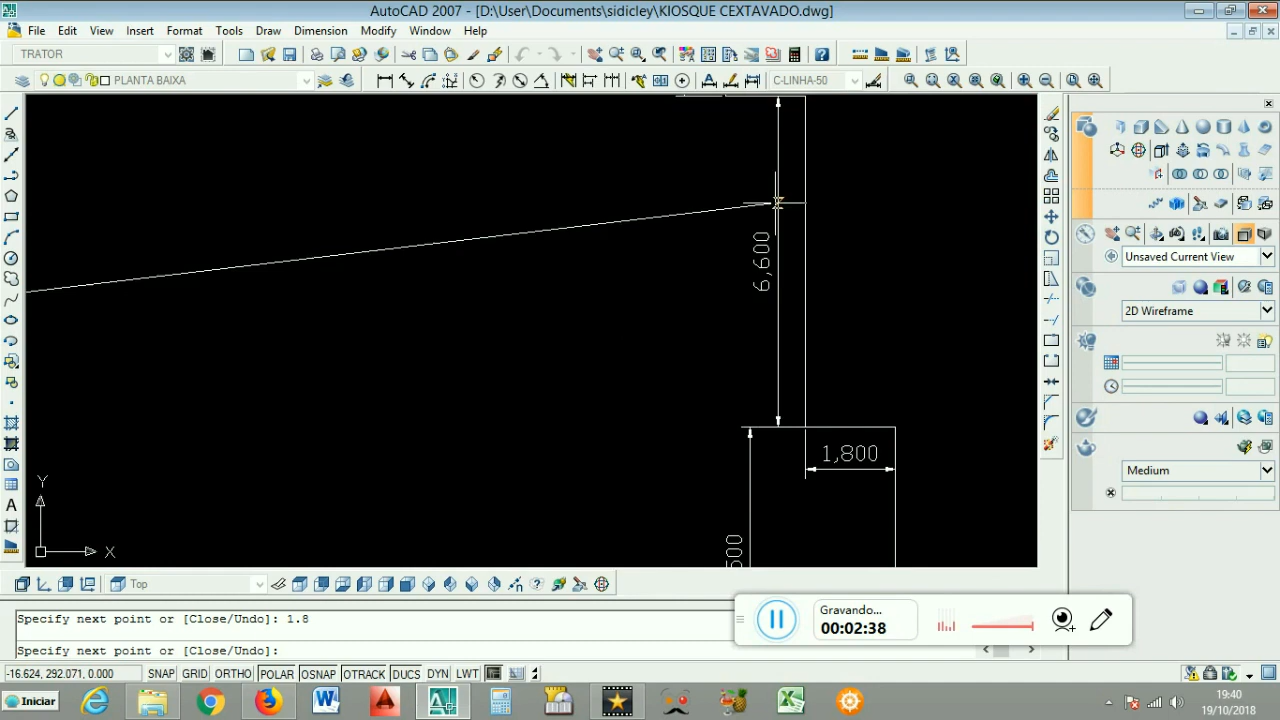 AutoCAD 2007 - [D:\User\Documents\sidicley\KIOSQUE CEXTAVADO.dwg]
File Edit View Insert Format Tools Draw Dimension Modify Window Help
TRATOR
PLANTA BAIXA
C-LINHA-50
6,600
1,800
500
Y
X
A
Unsaved Current View
2D Wireframe
Medium
Top
Specify next point or [Close/Undo]: 1.8
Specify next point or [Close/Undo]:
Gravando...
00:02:38
-16.624, 292.071, 0.000 SNAP GRID ORTHO POLAR OSNAP OTRACK DUCS DYN LWT
Iniciar
19:40
19/10/2018